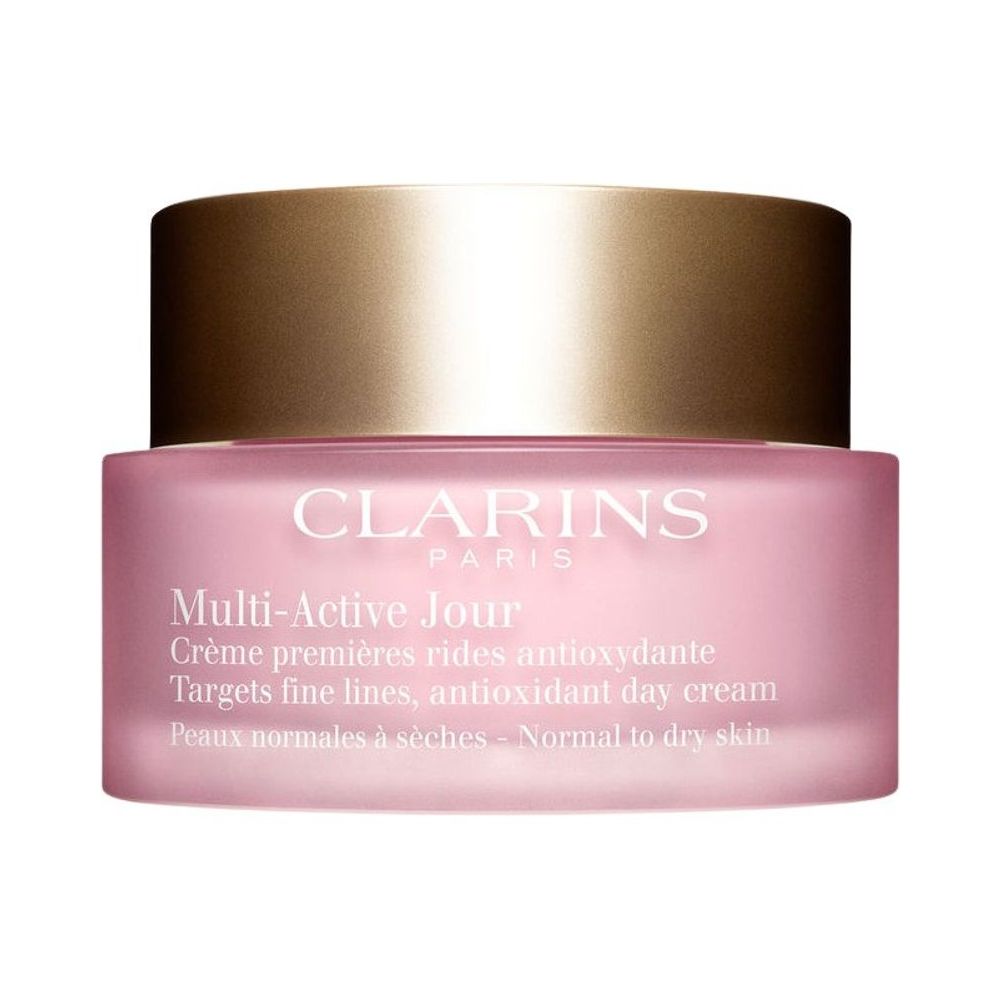 CLARINS
PARIS
Multi-Active Jour
Crème premières rides antioxydante
Targets fine lines, antioxidant day cream
Peaux normales à sèches - Normal to dry skin